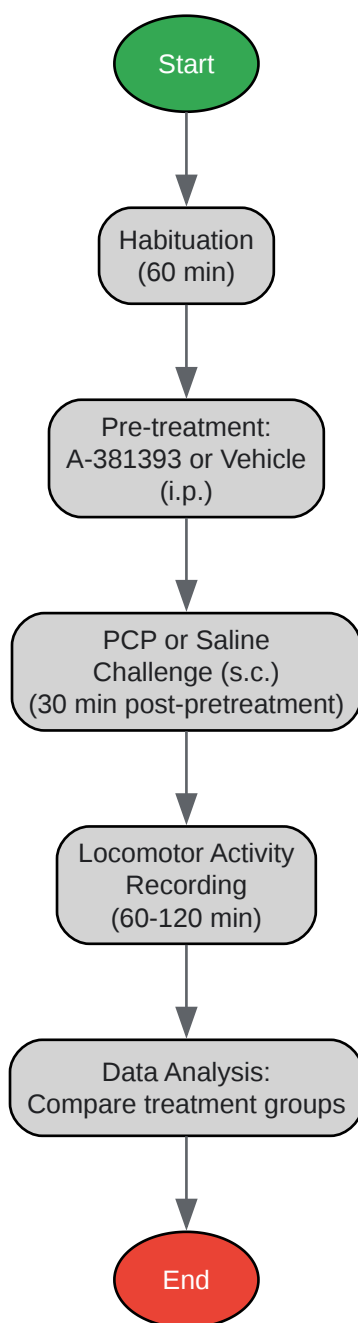 Start
Habituation
(60 min)
Pre-treatment:
A-381393 or Vehicle
(i.p.)
PCP or Saline
Challenge (s.c.)
(30 min post-pretreatment)
Locomotor Activity
Recording
(60-120 min)
Data Analysis:
Compare treatment groups
End